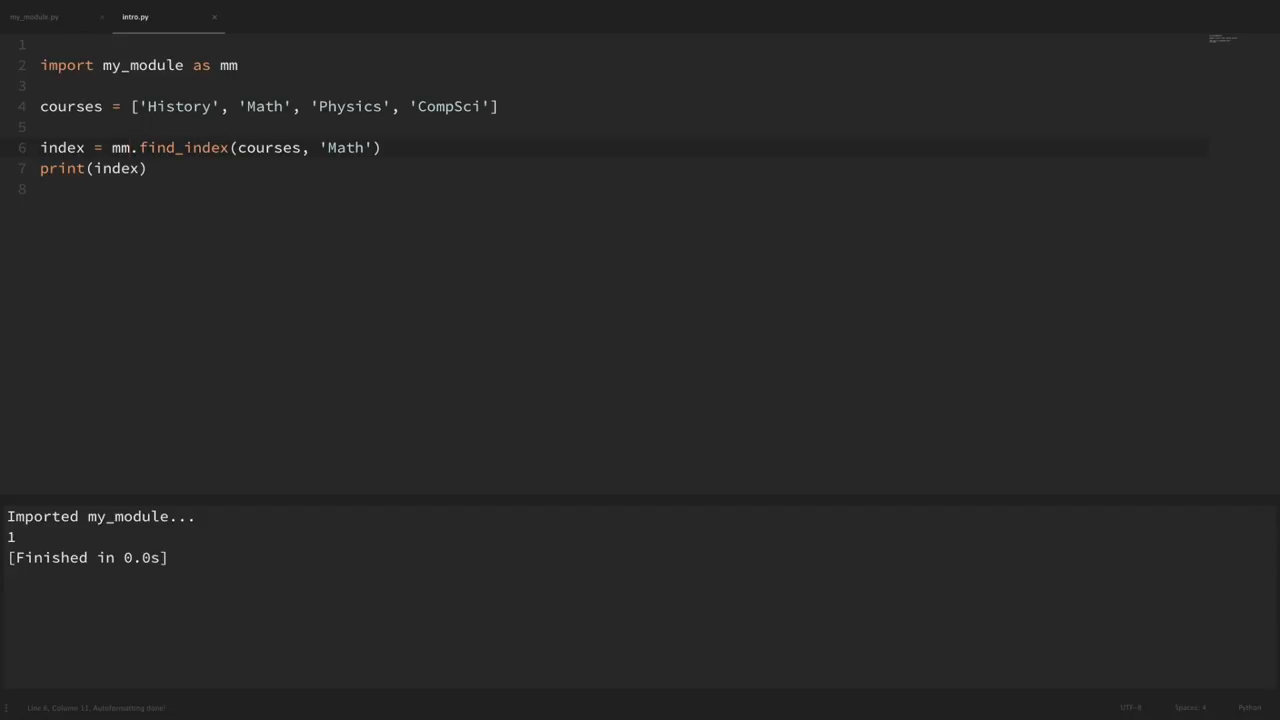 my_module.py × intro.py ×
1
2 import my_module as mm
3
4 courses = ['History', 'Math', 'Physics', 'CompSci']
5
6 index = mm.find_index(courses, 'Math')
7 print(index)
8
Imported my_module...
1
[Finished in 0.0s]
Line 6, Column 11, Autoformatting done! UTF-8 Spaces: 4 Python